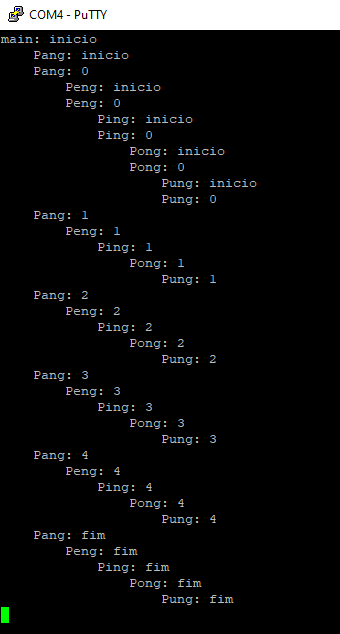 COM4 - PuTTY
main: inicio
    Pang: inicio
    Pang: 0
        Peng: inicio
        Peng: 0
            Ping: inicio
            Ping: 0
                Pong: inicio
                Pong: 0
                    Pung: inicio
                    Pung: 0
    Pang: 1
        Peng: 1
            Ping: 1
                Pong: 1
                    Pung: 1
    Pang: 2
        Peng: 2
            Ping: 2
                Pong: 2
                    Pung: 2
    Pang: 3
        Peng: 3
            Ping: 3
                Pong: 3
                    Pung: 3
    Pang: 4
        Peng: 4
            Ping: 4
                Pong: 4
                    Pung: 4
    Pang: fim
        Peng: fim
            Ping: fim
                Pong: fim
                    Pung: fim